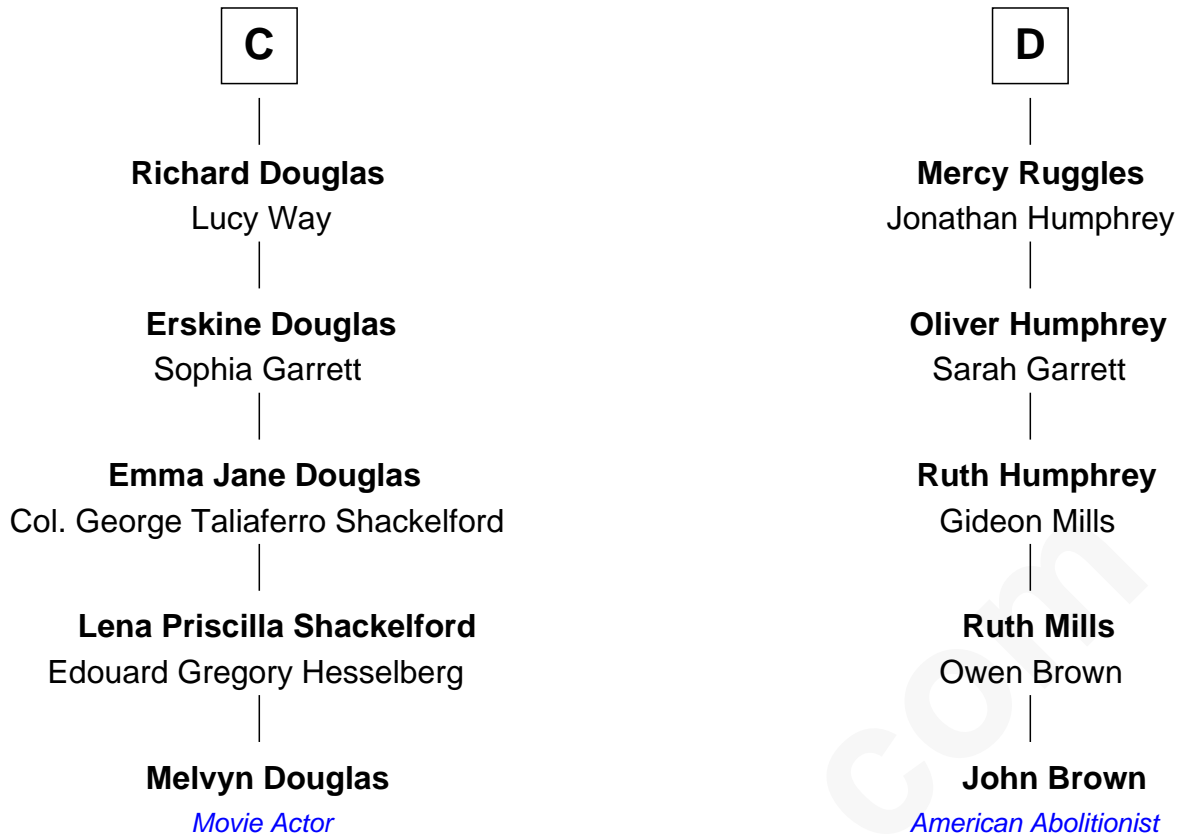 C
Richard Douglas
Lucy Way
Erskine Douglas
Sophia Garrett
Emma Jane Douglas
Col. George Taliaferro Shackelford
Lena Priscilla Shackelford
Edouard Gregory Hesselberg
Melvyn Douglas
Movie Actor
D
Mercy Ruggles
Jonathan Humphrey
Oliver Humphrey
Sarah Garrett
Ruth Humphrey
Gideon Mills
Ruth Mills
Owen Brown
John Brown
American Abolitionist
com